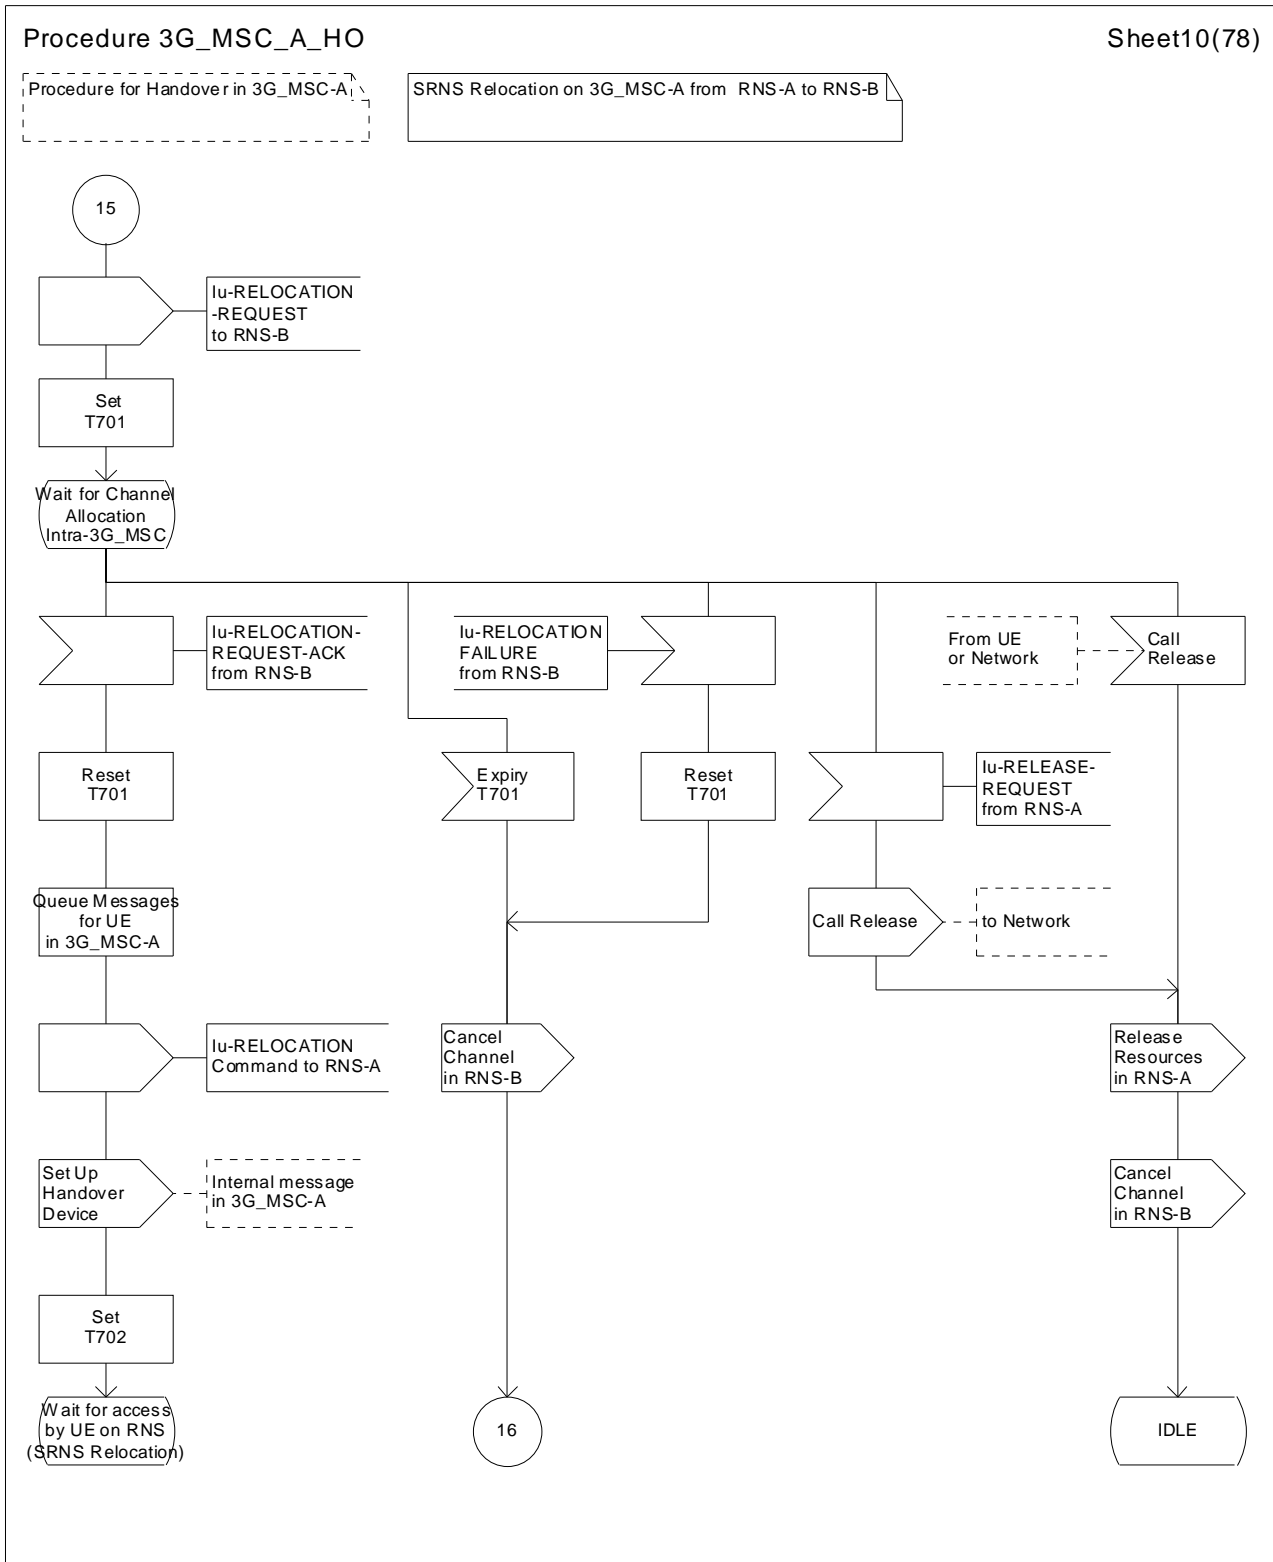 Procedure 3G_MSC_A_HO
Sheet10(78)
Procedure for Handover in 3G_MSC-A
SRNS Relocation on 3G_MSC-A from RNS-A to RNS-B
15
Iu-RELOCATION
-REQUEST
to RNS-B
Set
T701
Wait for Channel
Allocation
Intra-3G_MSC
Iu-RELOCATION-
REQUEST-ACK
from RNS-B
Iu-RELOCATION
FAILURE
from RNS-B
From UE
or Network
Call
Release
Reset
T701
Expiry
T701
Reset
T701
Iu-RELEASE-
REQUEST
from RNS-A
Queue Messages
for UE
in 3G_MSC-A
Call Release
to Network
Iu-RELOCATION
Command to RNS-A
Cancel
Channel
in RNS-B
Release
Resources
in RNS-A
Set Up
Handover
Device
Internal message
in 3G_MSC-A
Cancel
Channel
in RNS-B
Set
T702
Wait for access
by UE on RNS
(SRNS Relocation)
16
IDLE